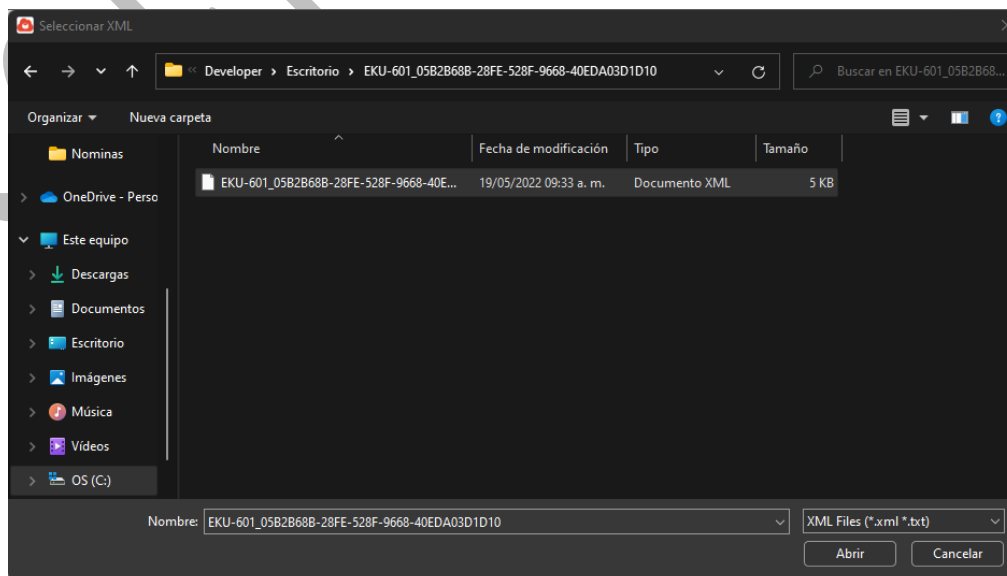 Seleccionar XML
« Developer > Escritorio > EKU-601_05B2B68B-28FE-528F-9668-40EDA03D1D10
Buscar en EKU-601_05B2B68...
Organizar Nueva carpeta
Nombre Fecha de modificación Tipo Tamaño
EKU-601_05B2B68B-28FE-528F-9668-40E... 19/05/2022 09:33 a. m. Documento XML 5 KB
Nominas
OneDrive - Perso
Este equipo
Descargas
Documentos
Escritorio
Imágenes
Música
Vídeos
OS (C:)
Nombre: EKU-601_05B2B68B-28FE-528F-9668-40EDA03D1D10 XML Files (*.xml *.txt)
Abrir Cancelar